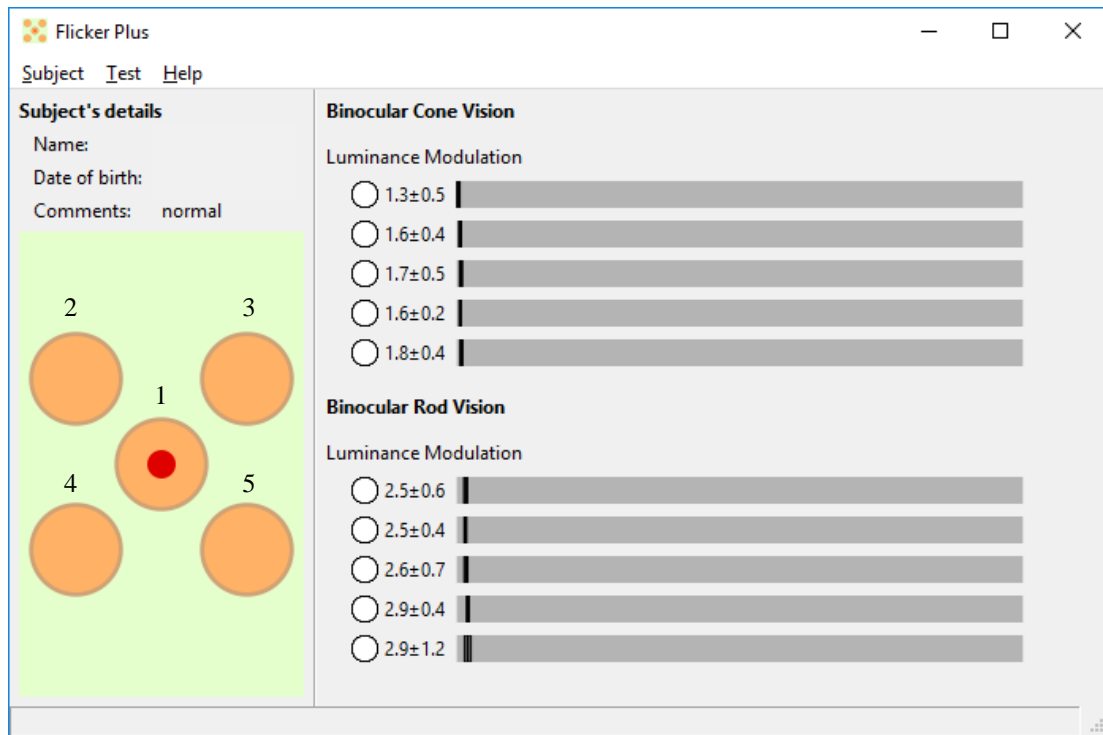 Flicker Plus
Subject Test Help
Subject's details
Name:
Date of birth:
Comments: normal
2 3
1
4 5
Binocular Cone Vision
Luminance Modulation
1.3±0.5
1.6±0.4
1.7±0.5
1.6±0.2
1.8±0.4
Binocular Rod Vision
Luminance Modulation
2.5±0.6
2.5±0.4
2.6±0.7
2.9±0.4
2.9±1.2